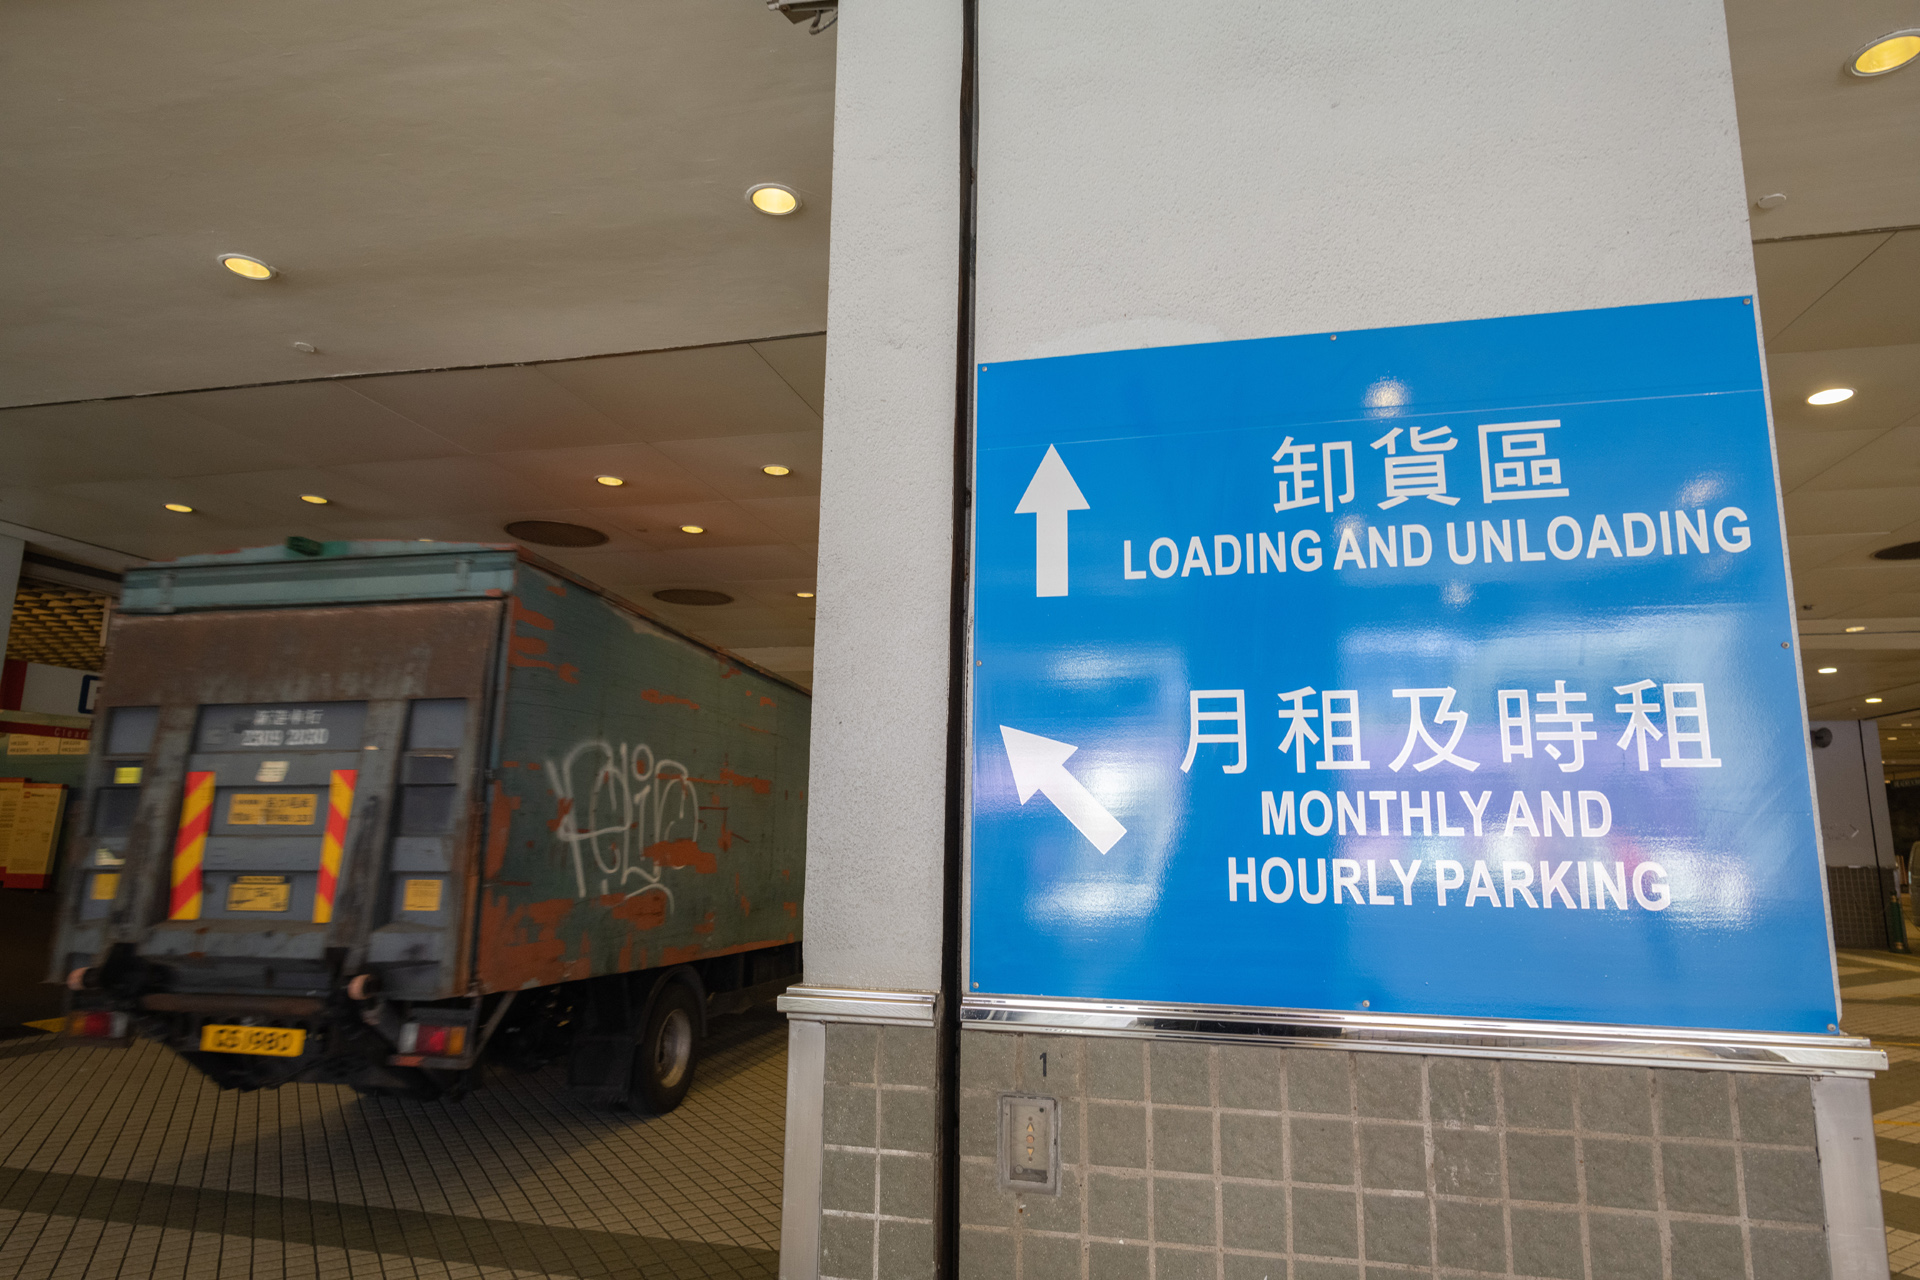 卸貨區
LOADING AND UNLOADING
月租及時租
MONTHLY AND
HOURLY PARKING
1